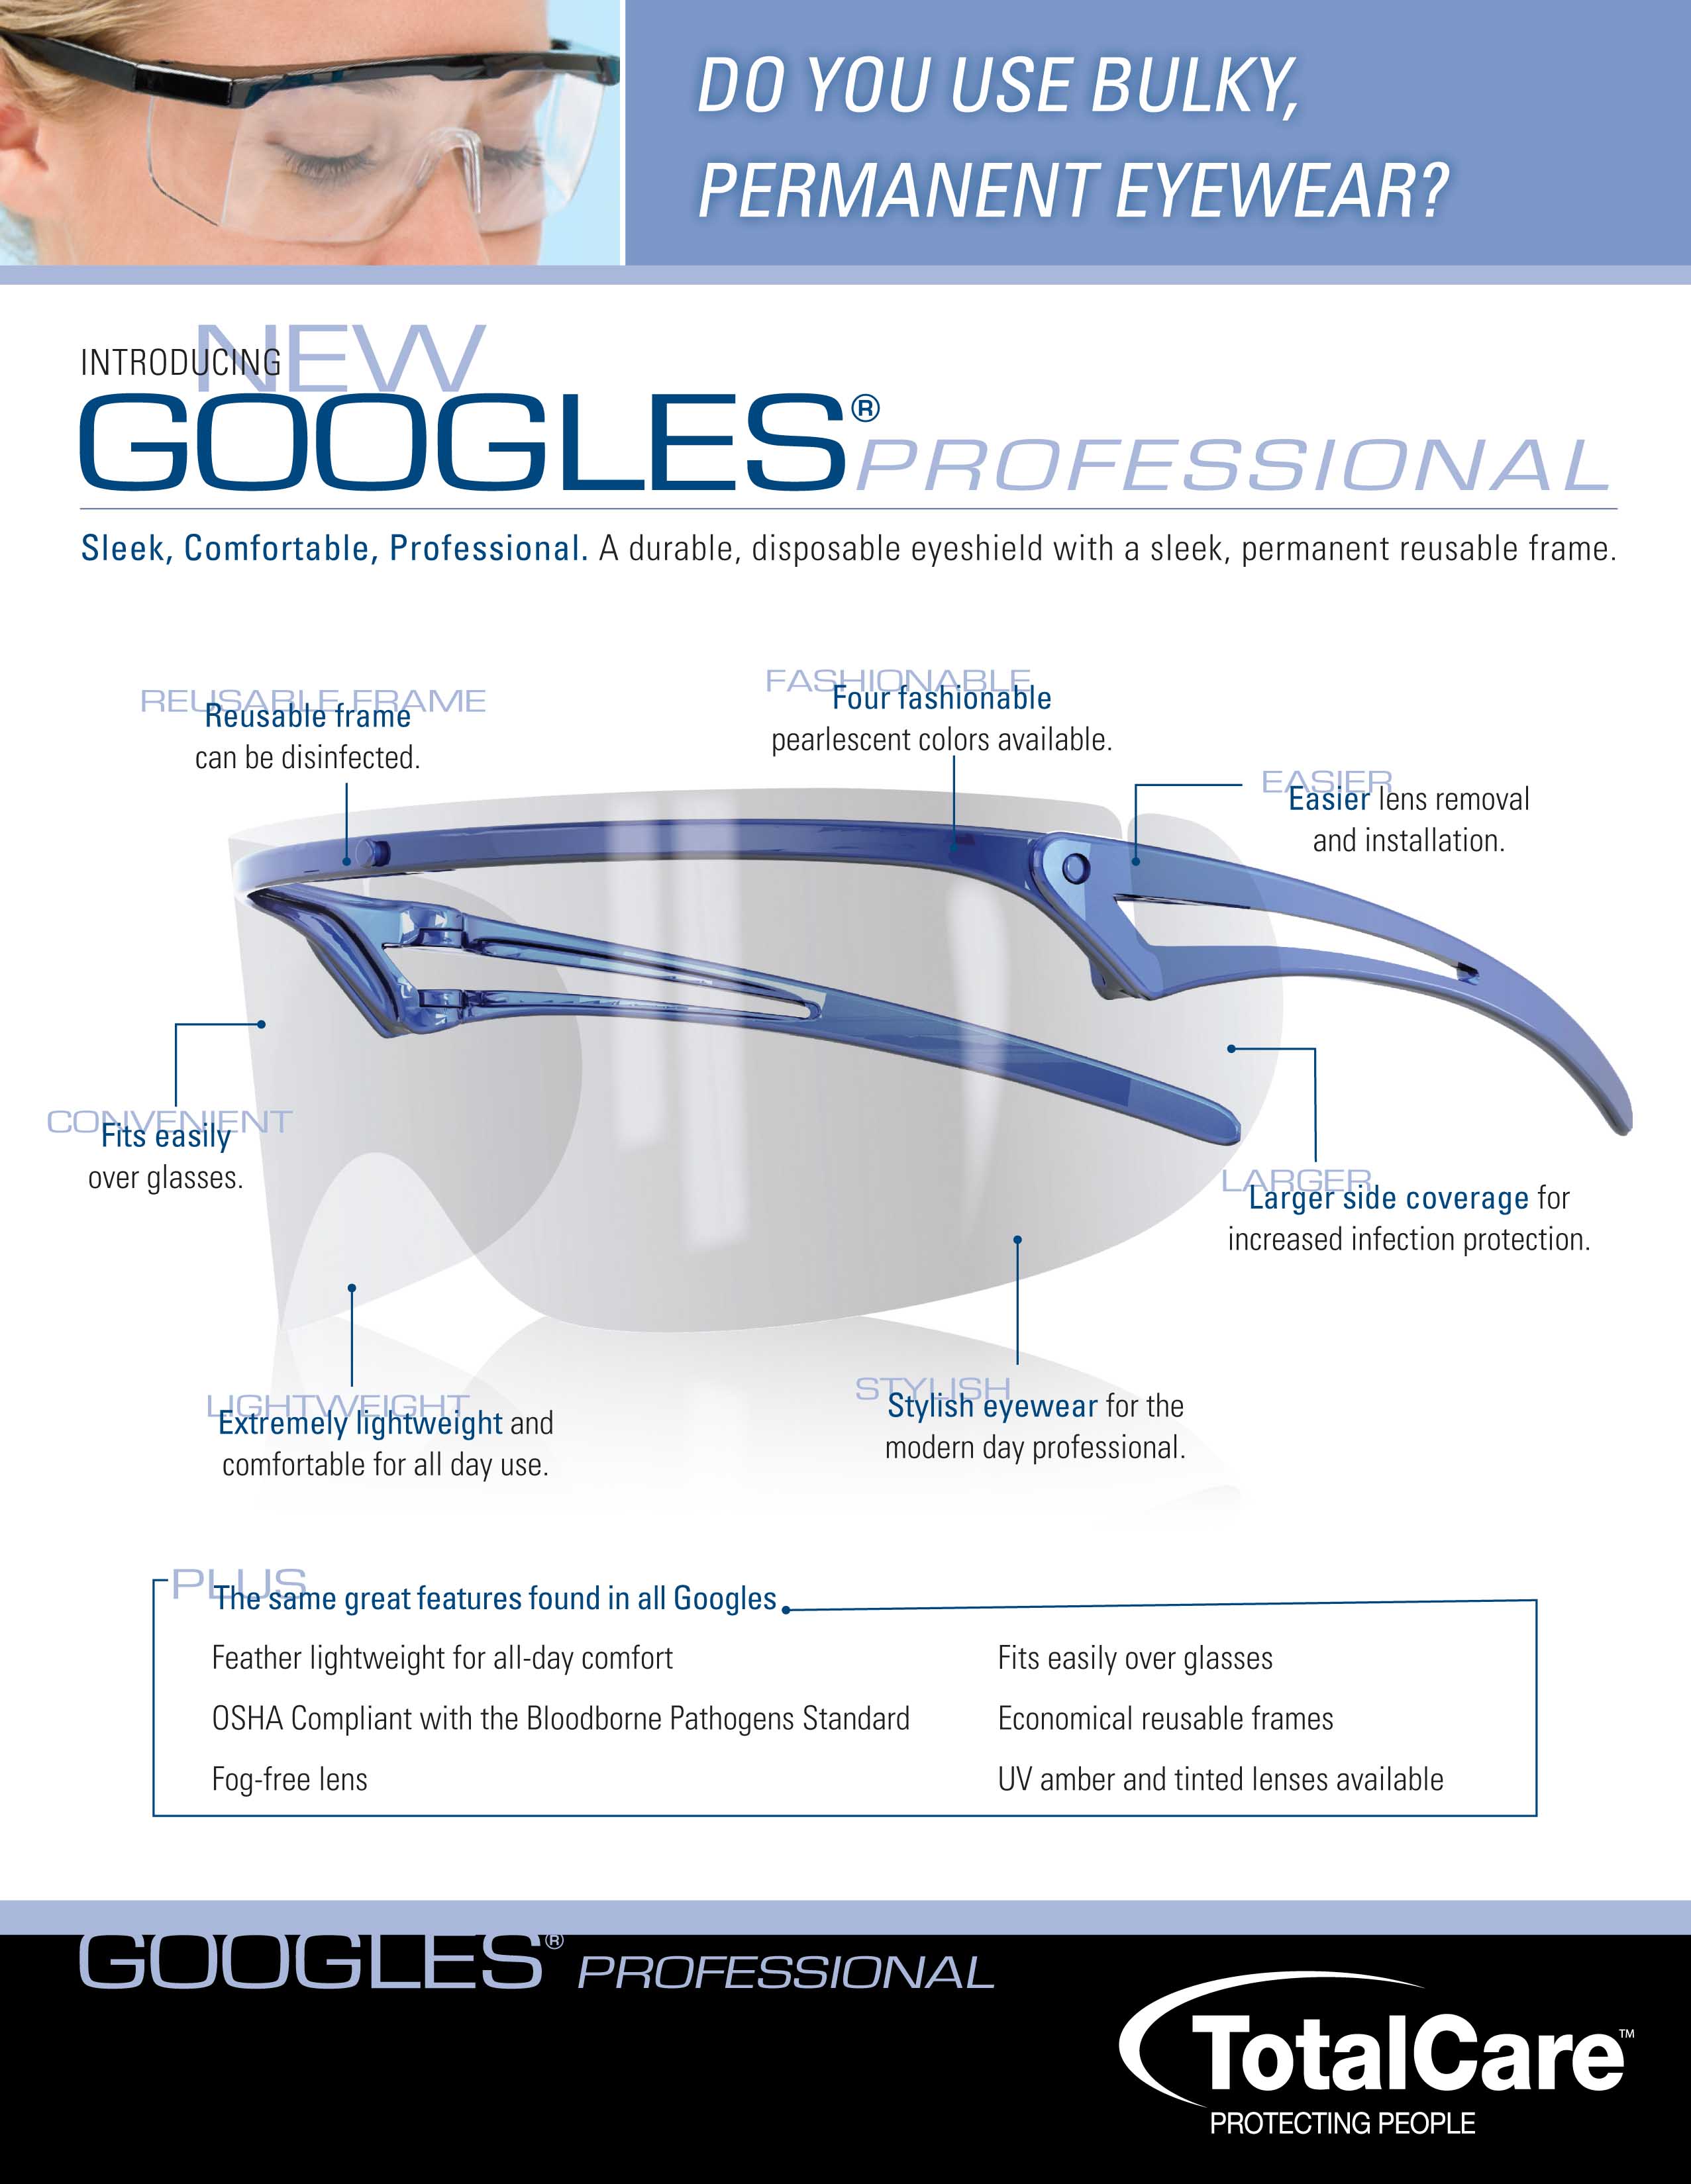 DO YOU USE BULKY,
PERMANENT EYEWEAR?
INTRODUCING
NEW
GOOGLES® PROFESSIONAL
Sleek, Comfortable, Professional. A durable, disposable eyeshield with a sleek, permanent reusable frame.
REUSABLE FRAME
Reusable frame
can be disinfected.
FASHIONABLE
Four fashionable
pearlescent colors available.
EASIER
Easier lens removal
and installation.
CONVENIENT
Fits easily
over glasses.
LARGER
Larger side coverage for
increased infection protection.
LIGHTWEIGHT
Extremely lightweight and
comfortable for all day use.
STYLISH
Stylish eyewear for the
modern day professional.
PLUS
The same great features found in all Googles
Feather lightweight for all-day comfort
OSHA Compliant with the Bloodborne Pathogens Standard
Fog-free lens
Fits easily over glasses
Economical reusable frames
UV amber and tinted lenses available
GOOGLES® PROFESSIONAL
TotalCare™
PROTECTING PEOPLE